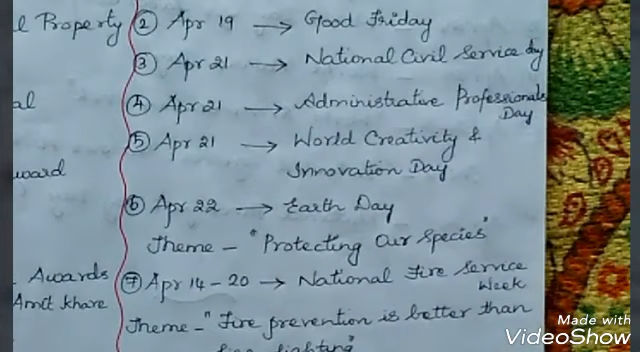 l Property
al
ward
Awards
Amit Khare
② Apr 19 → Good Friday
③ Apr 21 → National Civil Service day
④ Apr 21 → Administrative Professionals
Day
⑤ Apr 21 → World Creativity &
Innovation Day
⑥ Apr 22 → Earth Day
Theme - "Protecting Our Species"
⑦ Apr 14 - 20 → National Fire Service
Week
Theme - "Fire prevention is better than
fire fighting"
Made with
VideoShow